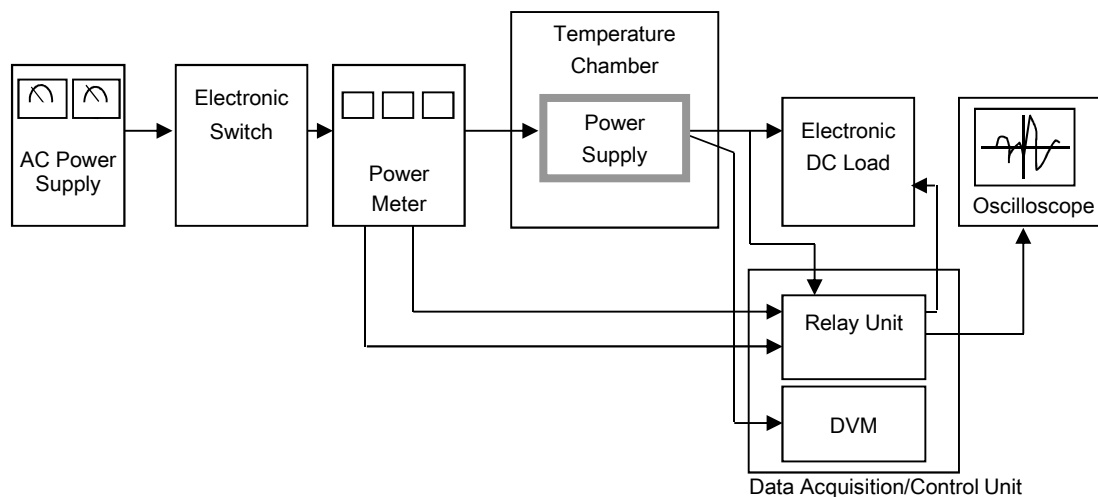 AC Power
Supply
Electronic
Switch
Power
Meter
Temperature
Chamber
Power
Supply
Electronic
DC Load
Oscilloscope
Relay Unit
DVM
Data Acquisition/Control Unit